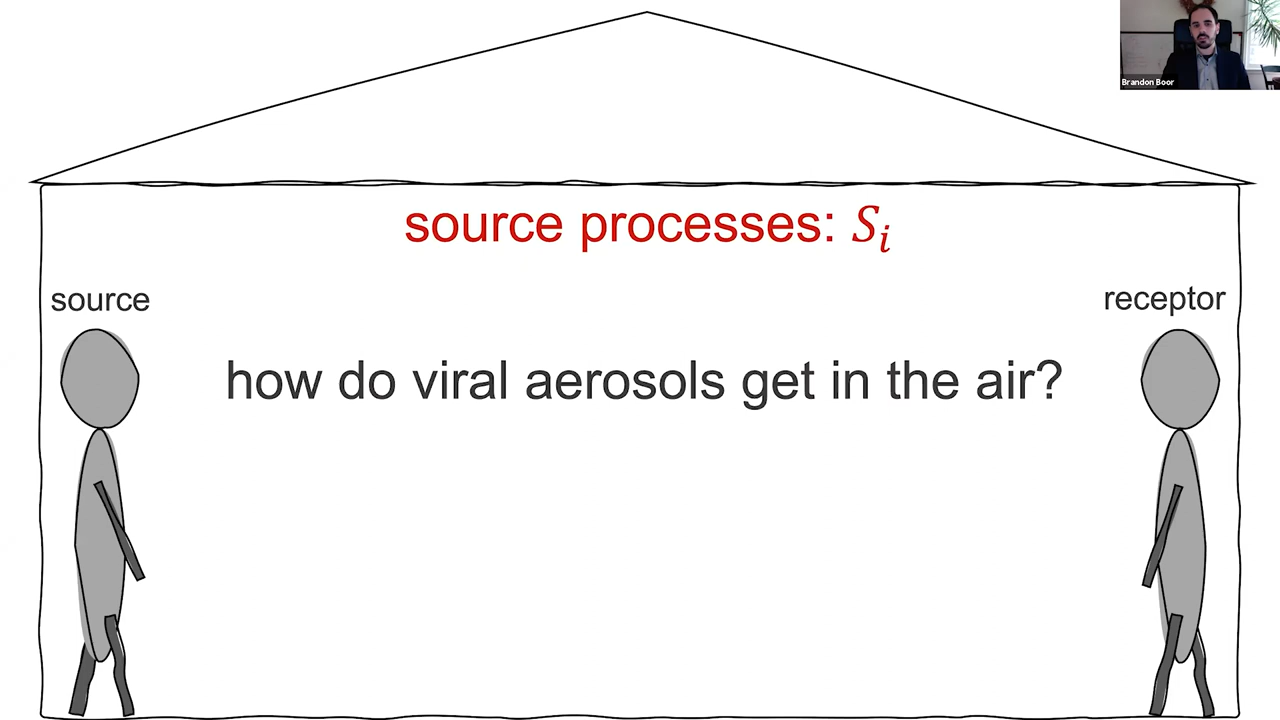 Brandon Boor
source processes: Sᵢ
source
receptor
how do viral aerosols get in the air?